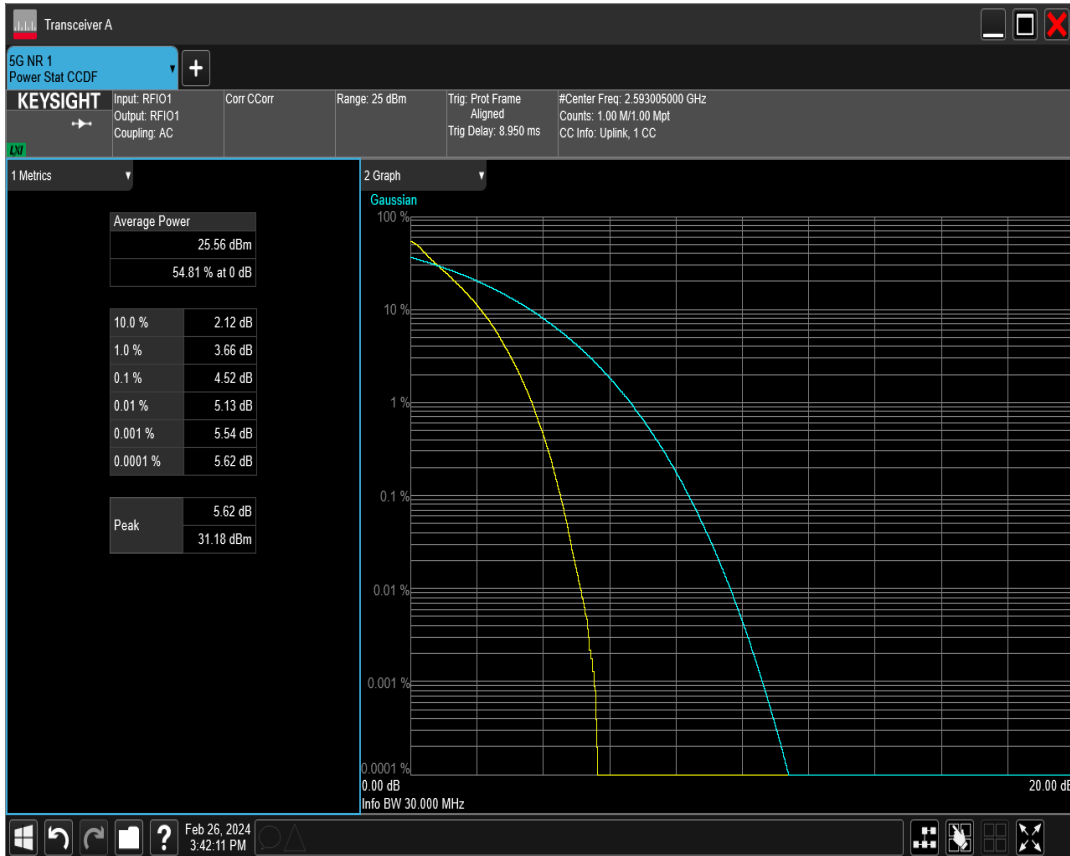 Transceiver A
5G NR 1
Power Stat CCDF
KEYSIGHT
LXI
Input: RFIO1
Output: RFIO1
Coupling: AC
Corr CCorr
Range: 25 dBm
Trig: Prot Frame
Aligned
Trig Delay: 8.950 ms
#Center Freq: 2.593005000 GHz
Counts: 1.00 M/1.00 Mpt
CC Info: Uplink, 1 CC
1 Metrics
Average Power
25.56 dBm
54.81 % at 0 dB
10.0 % 2.12 dB
1.0 % 3.66 dB
0.1 % 4.52 dB
0.01 % 5.13 dB
0.001 % 5.54 dB
0.0001 % 5.62 dB
Peak
5.62 dB
31.18 dBm
2 Graph
Gaussian
100 %
10 %
1 %
0.1 %
0.01 %
0.001 %
0.0001 %
0.00 dB
20.00 dB
Info BW 30.000 MHz
?
Feb 26, 2024
3:42:11 PM